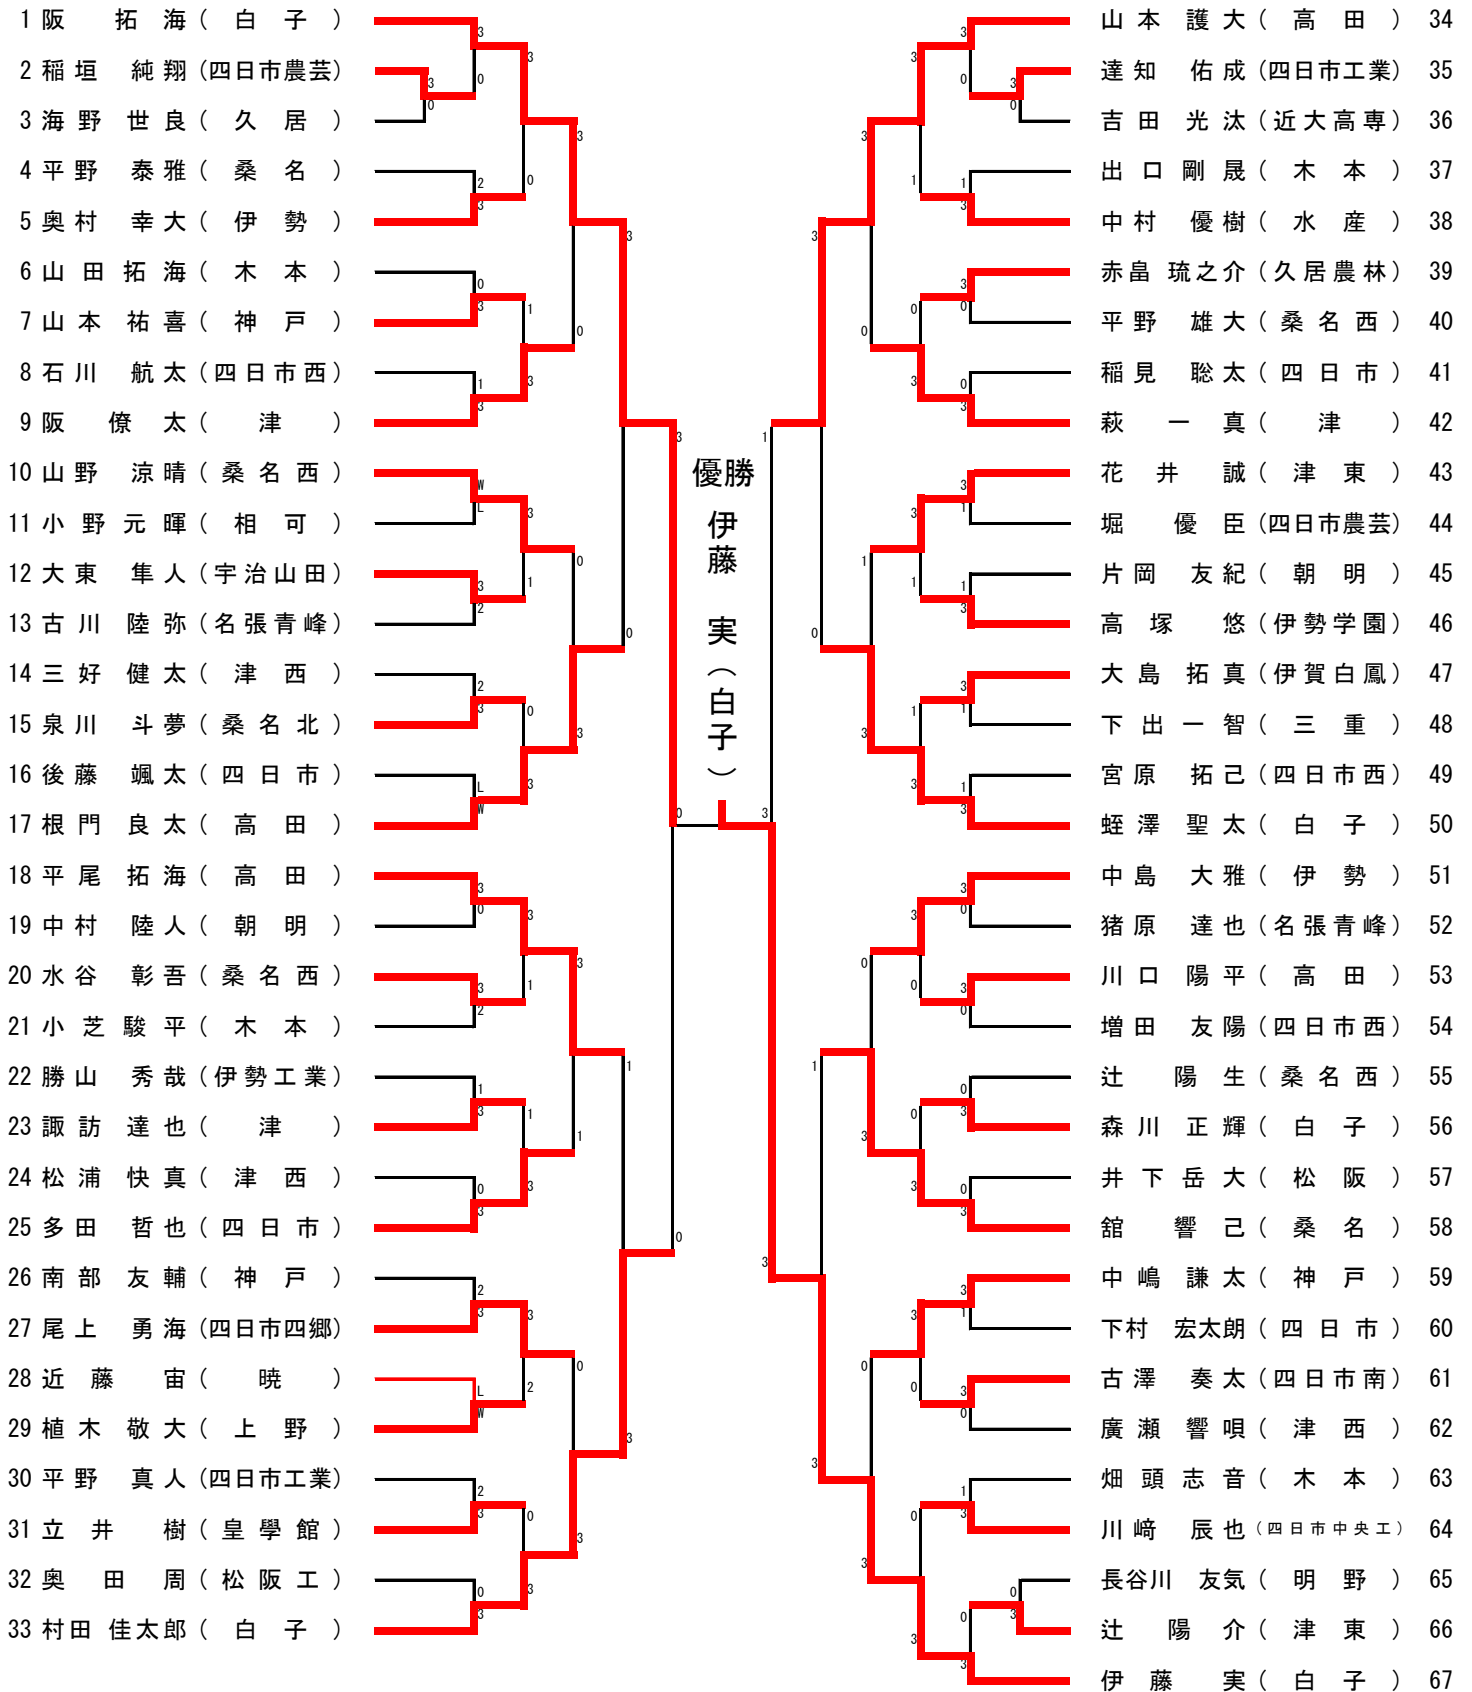 1 阪 拓 海 ( 白 子 )
2 稲 垣 純 翔 (四日市農芸)
3 海 野 世 良 ( 久 居 )
4 平 野 泰 雅 ( 桑 名 )
5 奥 村 幸 大 ( 伊 勢 )
6 山 田 拓 海 ( 木 本 )
7 山 本 祐 喜 ( 神 戸 )
8 石 川 航 太 (四日市西)
9 阪 僚 太 ( 津 )
10 山 野 涼 晴 ( 桑 名 西 )
11 小 野 元 暉 ( 相 可 )
12 大 東 隼 人 (宇治山田)
13 古 川 陸 弥 (名張青峰)
14 三 好 健 太 ( 津 西 )
15 泉 川 斗 夢 ( 桑 名 北 )
16 後 藤 颯 太 ( 四 日 市 )
17 根 門 良 太 ( 高 田 )
18 平 尾 拓 海 ( 高 田 )
19 中 村 陸 人 ( 朝 明 )
20 水 谷 彰 吾 ( 桑 名 西 )
21 小 芝 駿 平 ( 木 本 )
22 勝 山 秀 哉 (伊勢工業)
23 諏 訪 達 也 ( 津 )
24 松 浦 快 真 ( 津 西 )
25 多 田 哲 也 ( 四 日 市 )
26 南 部 友 輔 ( 神 戸 )
27 尾 上 勇 海 (四日市四郷)
28 近 藤 宙 ( 暁 )
29 植 木 敬 大 ( 上 野 )
30 平 野 真 人 (四日市工業)
31 立 井 樹 ( 皇 學 館 )
32 奥 田 周 ( 松 阪 工 )
33 村田 佳太郎 ( 白 子 )
優勝
伊藤 実(白子)
山 本 護 大 ( 高 田 ) 34
達 知 佑 成 (四日市工業) 35
吉 田 光 汰 (近大高専) 36
出 口 剛 晟 ( 木 本 ) 37
中 村 優 樹 ( 水 産 ) 38
赤畠 琉之介 (久居農林) 39
平 野 雄 大 ( 桑 名 西 ) 40
稲 見 聡 太 ( 四 日 市 ) 41
萩 一 真 ( 津 ) 42
花 井 誠 ( 津 東 ) 43
堀 優 臣 (四日市農芸) 44
片 岡 友 紀 ( 朝 明 ) 45
高 塚 悠 (伊勢学園) 46
大 島 拓 真 (伊賀白鳳) 47
下 出 一 智 ( 三 重 ) 48
宮 原 拓 己 (四日市西) 49
蛭 澤 聖 太 ( 白 子 ) 50
中 島 大 雅 ( 伊 勢 ) 51
猪 原 達 也 (名張青峰) 52
川 口 陽 平 ( 高 田 ) 53
増 田 友 陽 (四日市西) 54
辻 陽 生 ( 桑 名 西 ) 55
森 川 正 輝 ( 白 子 ) 56
井 下 岳 大 ( 松 阪 ) 57
舘 響 己 ( 桑 名 ) 58
中 嶋 謙 太 ( 神 戸 ) 59
下村 宏太朗 ( 四 日 市 ) 60
古 澤 奏 太 (四日市南) 61
廣 瀬 響 唄 ( 津 西 ) 62
畑 頭 志 音 ( 木 本 ) 63
川 﨑 辰 也 (四日市中央工) 64
長谷川 友気 ( 明 野 ) 65
辻 陽 介 ( 津 東 ) 66
伊 藤 実 ( 白 子 ) 67